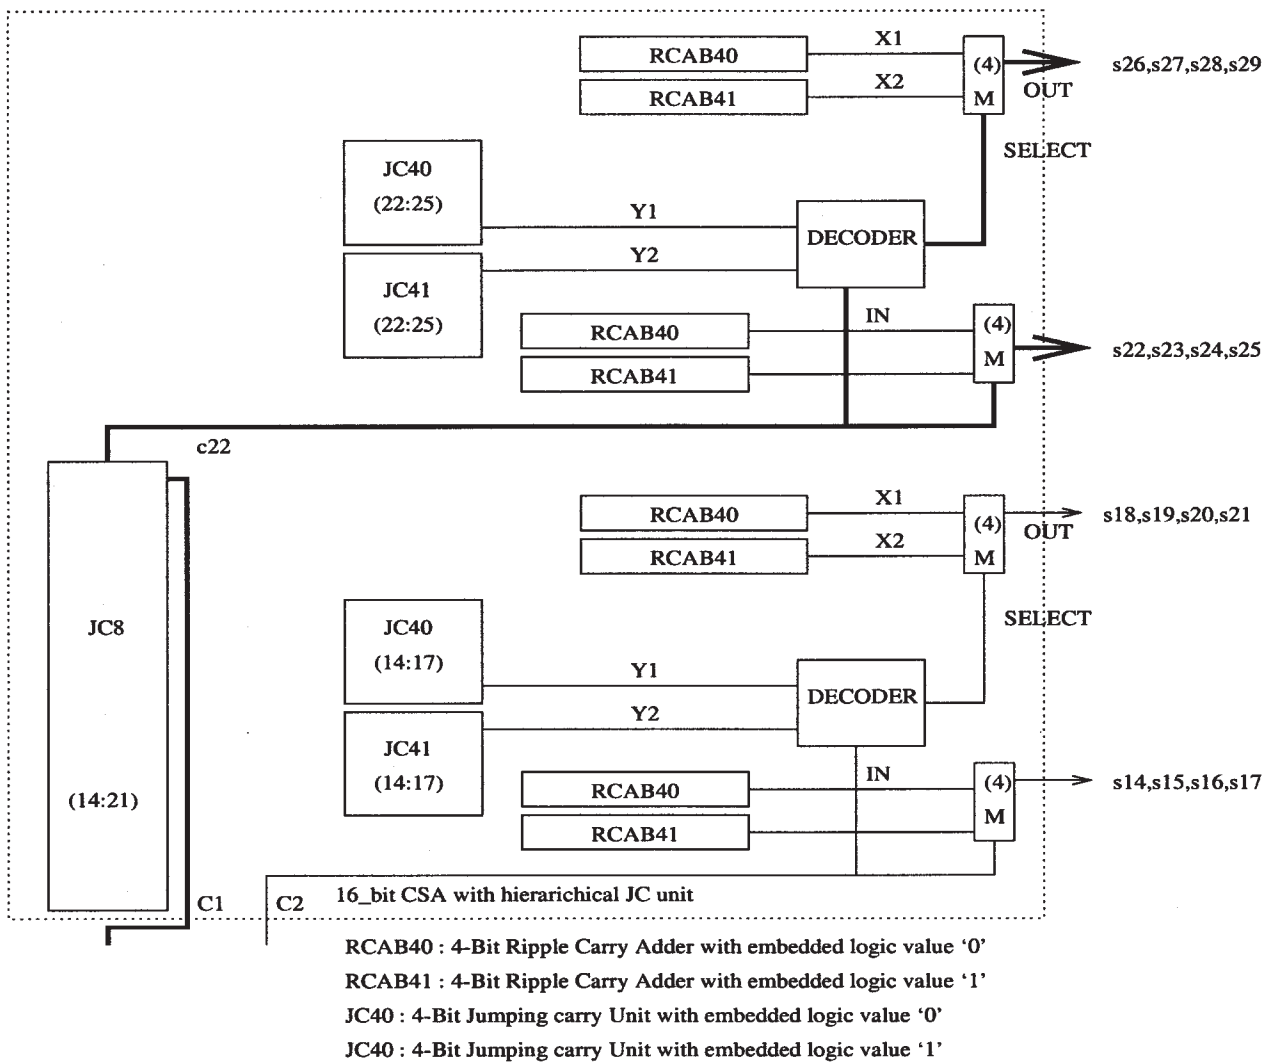 RCAB40
X1
(4)
M
s26,s27,s28,s29
OUT
RCAB41
X2
SELECT
JC40
(22:25)
Y1
DECODER
Y2
JC41
(22:25)
RCAB40
IN
(4)
M
s22,s23,s24,s25
RCAB41
c22
RCAB40
X1
(4)
M
s18,s19,s20,s21
OUT
RCAB41
X2
SELECT
JC8
(14:21)
JC40
(14:17)
Y1
DECODER
Y2
JC41
(14:17)
RCAB40
IN
(4)
M
s14,s15,s16,s17
RCAB41
C1
C2
16_bit CSA with hierarichical JC unit
RCAB40 : 4-Bit Ripple Carry Adder with embedded logic value ‘0’
RCAB41 : 4-Bit Ripple Carry Adder with embedded logic value ‘1’
JC40 : 4-Bit Jumping carry Unit with embedded logic value ‘0’
JC40 : 4-Bit Jumping carry Unit with embedded logic value ‘1’